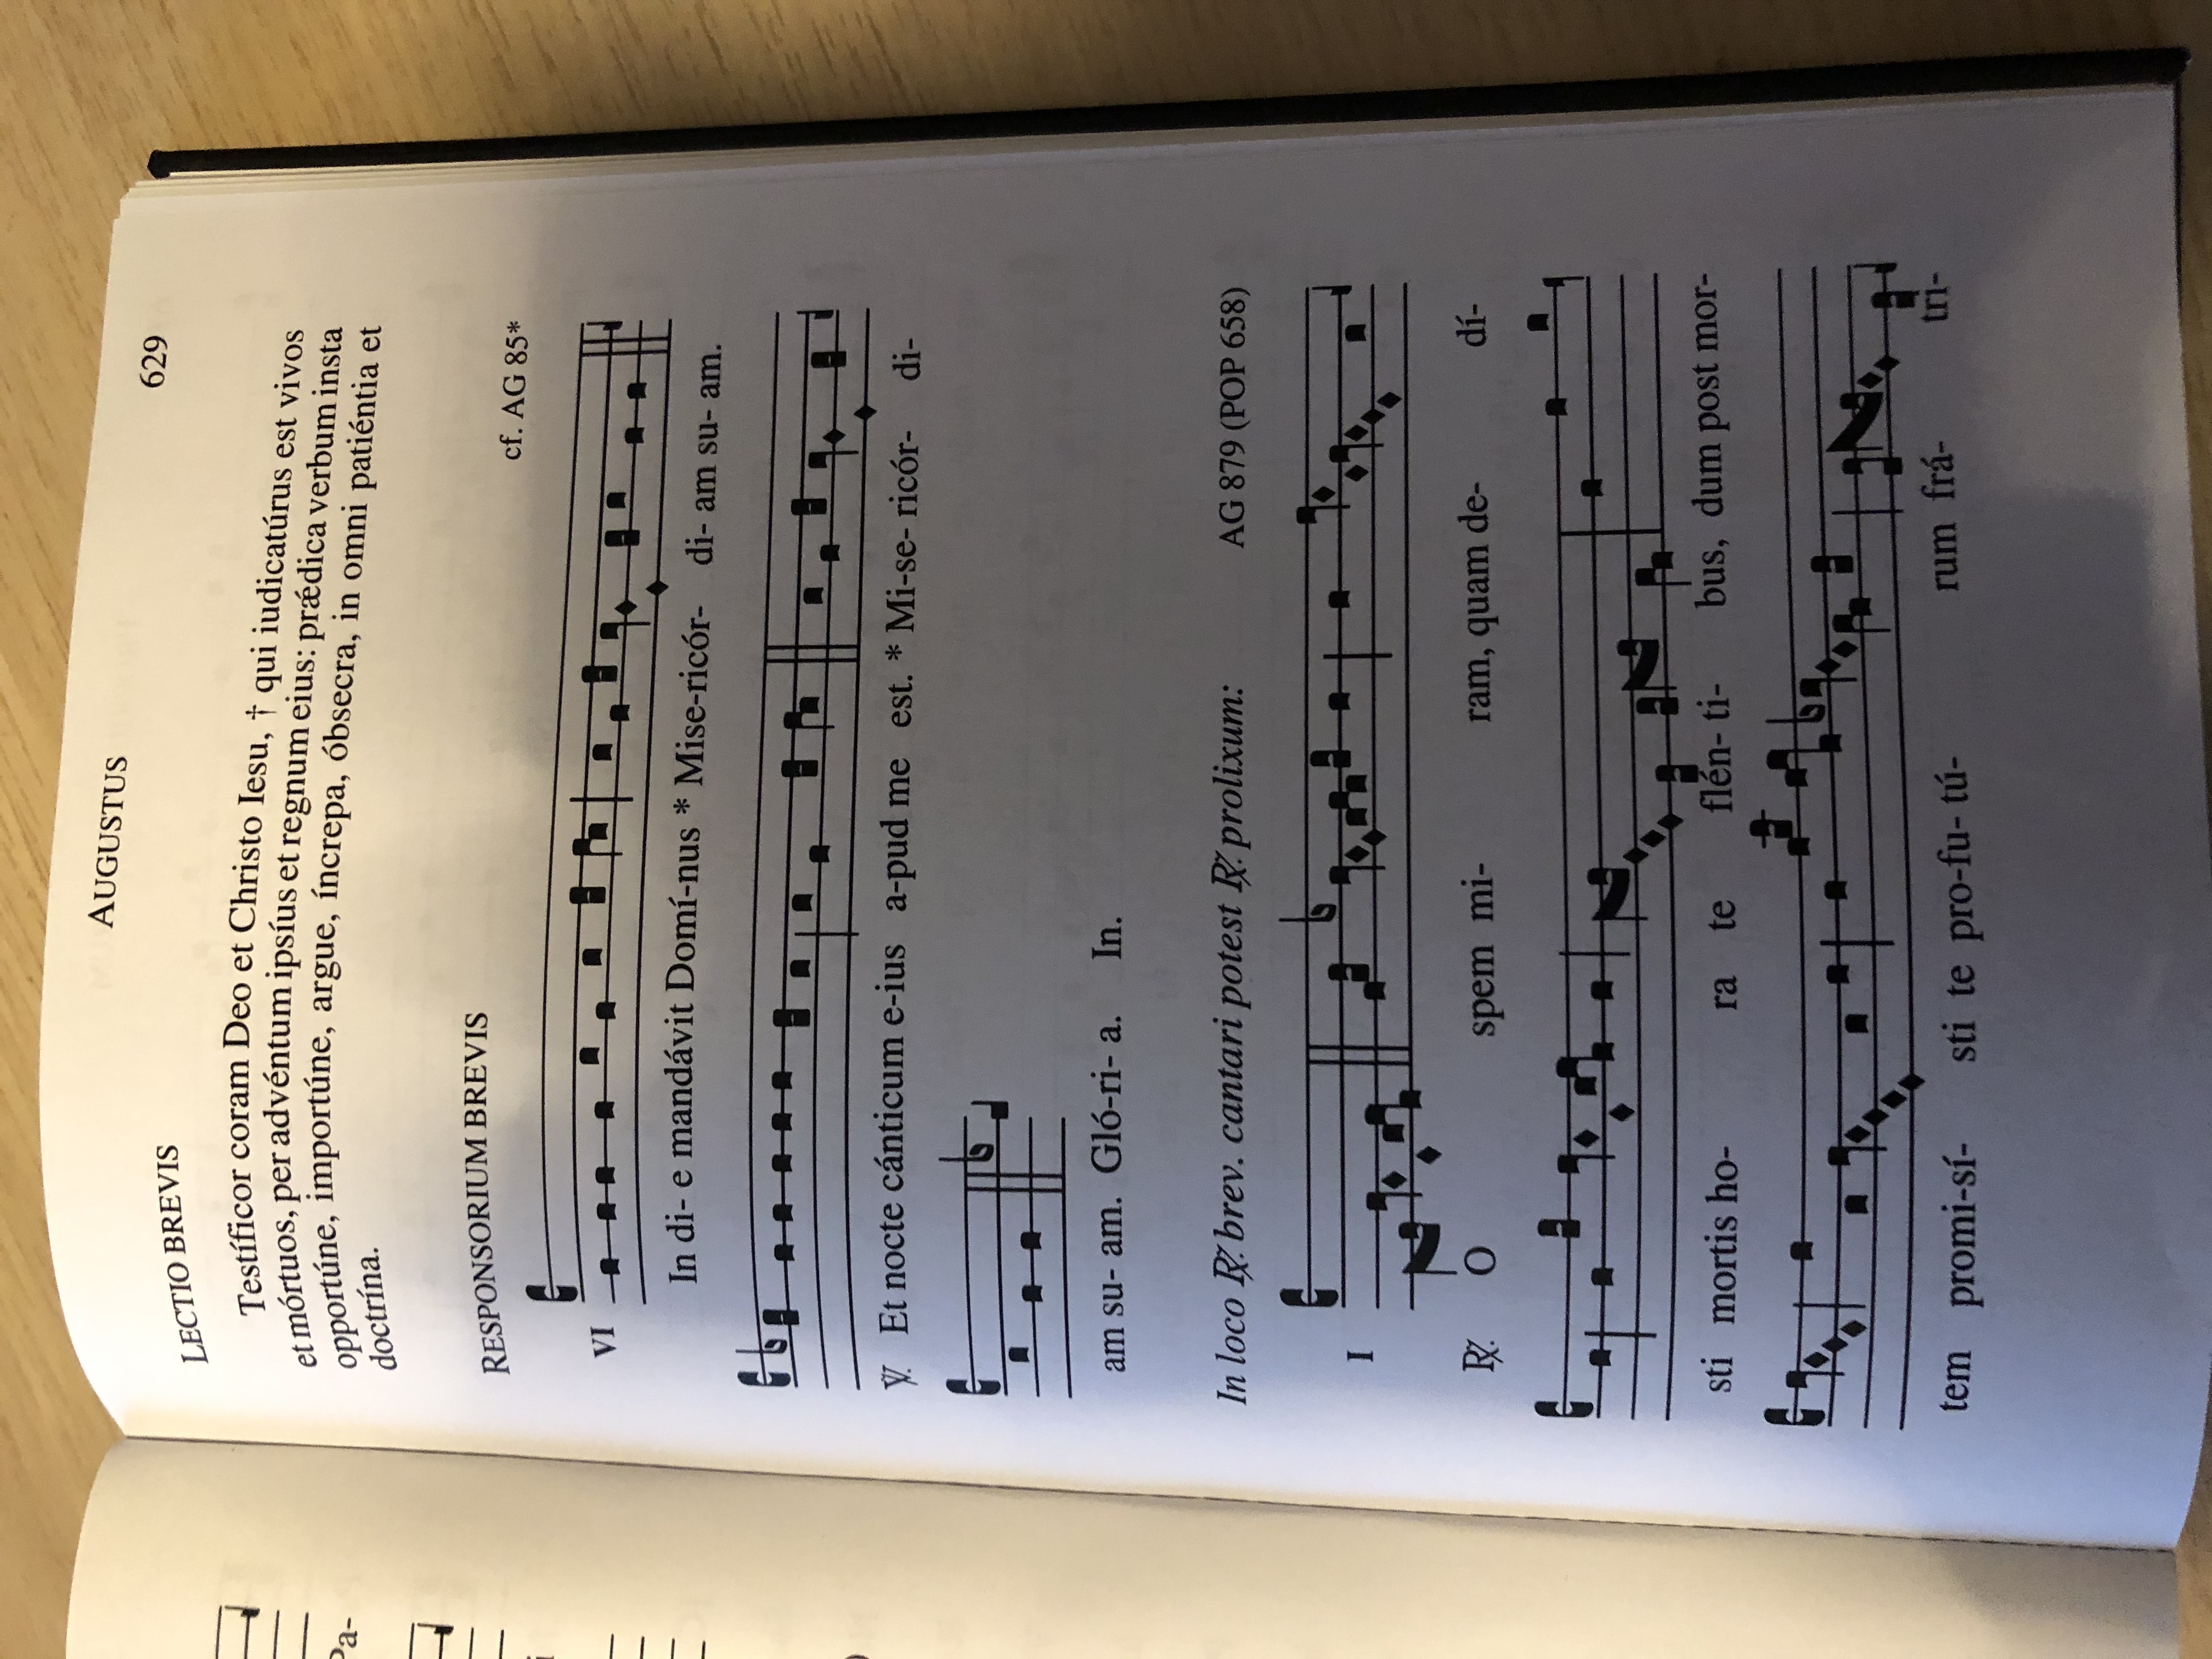 AUGUSTUS
629
LECTIO BREVIS
Testíficor coram Deo et Christo Iesu, † qui iudicatúrus est vivos
et mórtuos, per advéntum ipsíus et regnum eius: prǽdica verbum insta
opportúne, importúne, argue, íncrepa, óbsecra, in omni patiéntia et
doctrína.
RESPONSORIUM BREVIS
cf. AG 85*
VI
In di- e mandávit Domí-nus * Mise-ricór- di- am su- am.
℣. Et nocte cánticum e-ius a-pud me est. * Mi-se- ricór- di-
am su- am. Gló-ri- a. In.
In loco ℟. brev. cantari potest ℟. prolixum:
AG 879 (POP 658)
I
℟. O spem mi- ram, quam de- dí-
sti mortis ho- ra te flén- ti- bus, dum post mor-
tem promi-sí- sti te pro-fu- tú- rum frá- tri-
Pa-